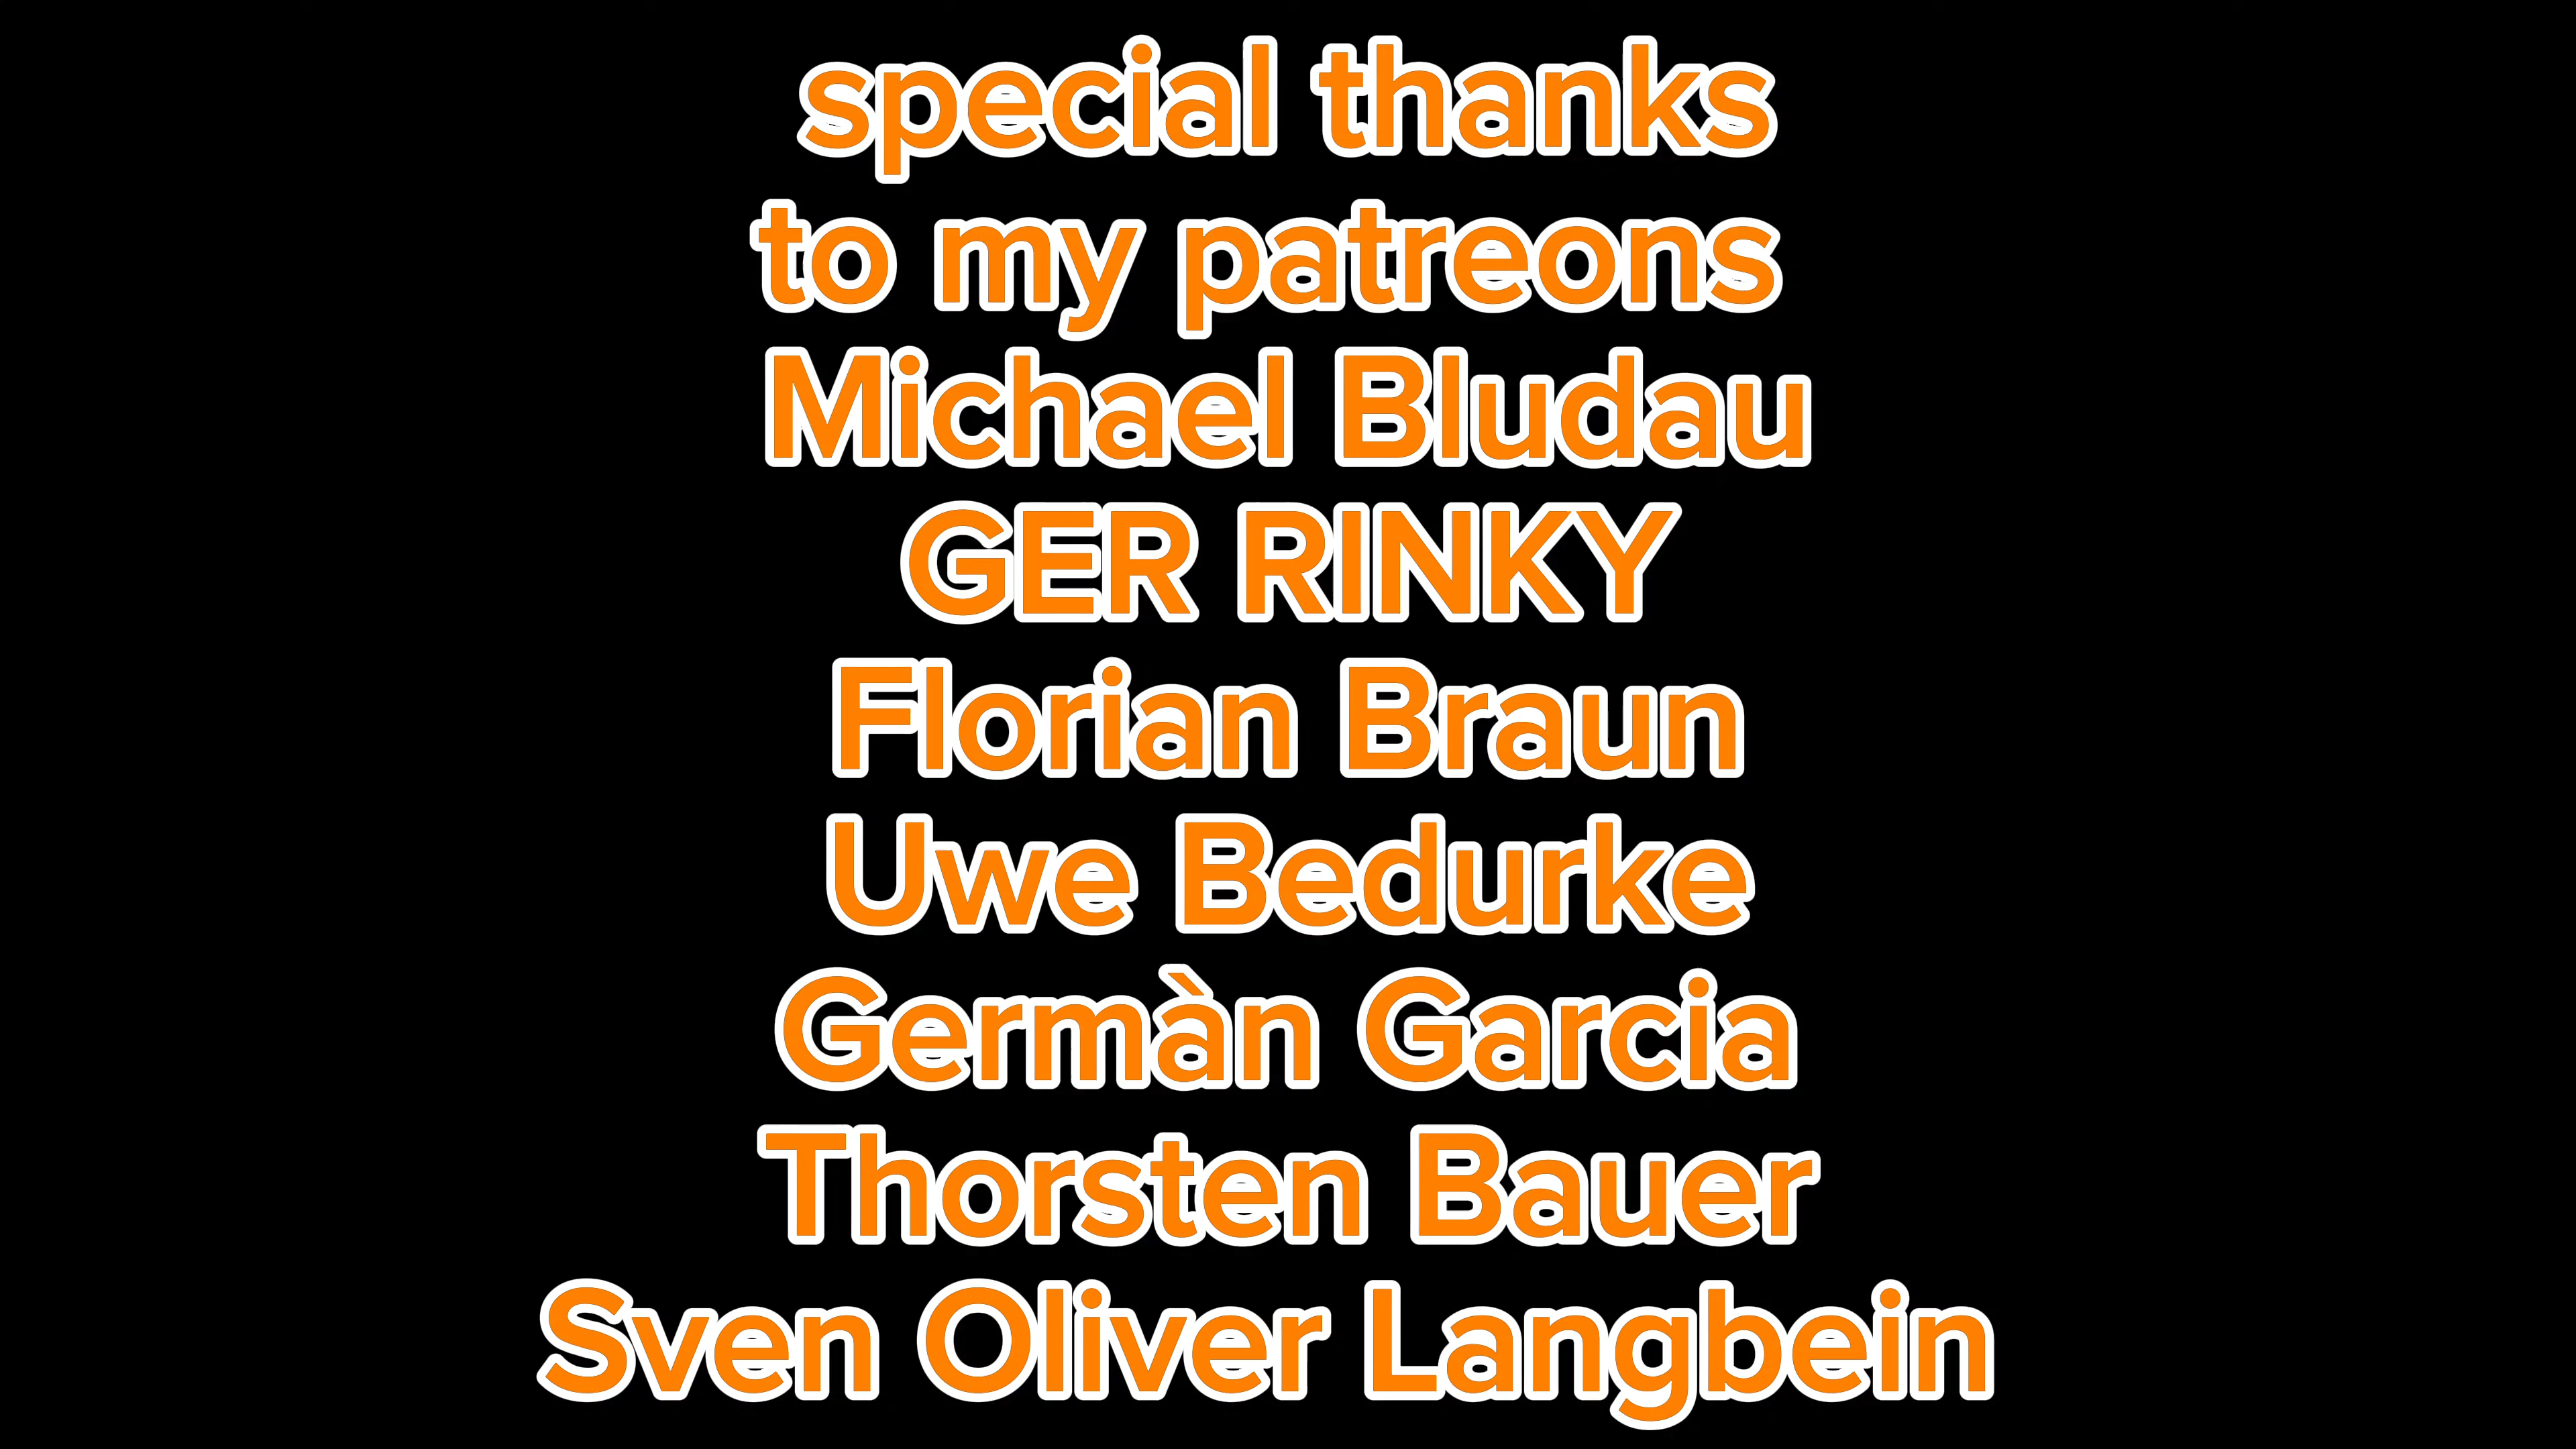 special thanks
to my patreons
Michael Bludau
GER RINKY
Florian Braun
Uwe Bedurke
Germàn Garcia
Thorsten Bauer
Sven Oliver Langbein